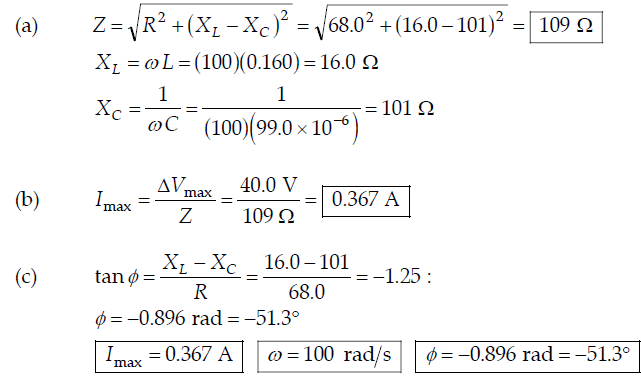 (a) Z = √(R² + (X_L − X_C)²) = √(68.0² + (16.0 − 101)²) = 109 Ω
X_L = ωL = (100)(0.160) = 16.0 Ω
X_C = 1/(ωC) = 1/((100)(99.0 × 10⁻⁶)) = 101 Ω
(b) I_max = ΔV_max/Z = 40.0 V/109 Ω = 0.367 A
(c) tan ϕ = (X_L − X_C)/R = (16.0 − 101)/68.0 = −1.25 :
ϕ = −0.896 rad = −51.3°
I_max = 0.367 A ω = 100 rad/s ϕ = −0.896 rad = −51.3°